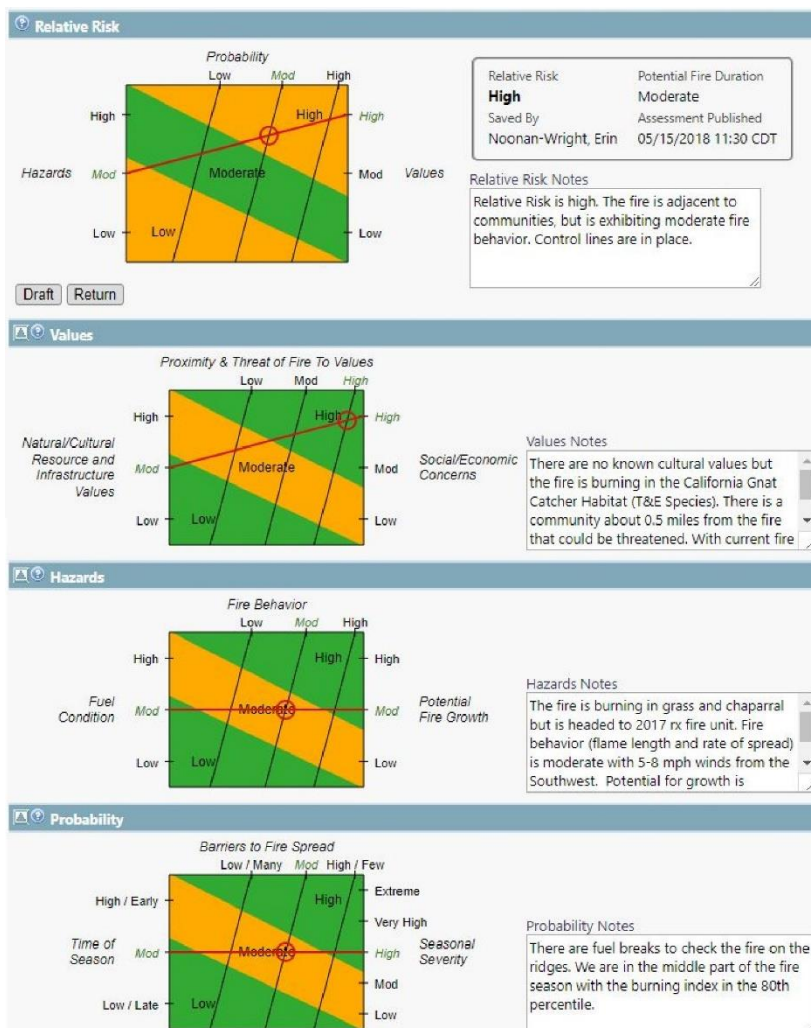 Relative Risk
Probability
Low Mod High
High High High
Hazards Mod Moderate Mod Values
Low Low Low
Relative Risk Potential Fire Duration
High Moderate
Saved By Assessment Published
Noonan-Wright, Erin 05/15/2018 11:30 CDT
Relative Risk Notes
Relative Risk is high. The fire is adjacent to
communities, but is exhibiting moderate fire
behavior. Control lines are in place.
Draft Return
Values
Proximity & Threat of Fire To Values
Low Mod High
High High High
Natural/Cultural
Resource and
Infrastructure
Values
Mod Moderate Mod
Social/Economic
Concerns
Low Low Low
Values Notes
There are no known cultural values but
the fire is burning in the California Gnat
Catcher Habitat (T&E Species). There is a
community about 0.5 miles from the fire
that could be threatened. With current fire
Hazards
Fire Behavior
Low Mod High
High High High
Fuel
Condition
Mod Moderate Mod
Potential
Fire Growth
Low Low Low
Hazards Notes
The fire is burning in grass and chaparral
but is headed to 2017 rx fire unit. Fire
behavior (flame length and rate of spread)
is moderate with 5-8 mph winds from the
Southwest. Potential for growth is
Probability
Barriers to Fire Spread
Low / Many Mod High / Few
Extreme
High / Early High
Very High
Time of
Season
Mod Moderate High
Seasonal
Severity
Mod
Low / Late Low
Low
Probability Notes
There are fuel breaks to check the fire on the
ridges. We are in the middle part of the fire
season with the burning index in the 80th
percentile.